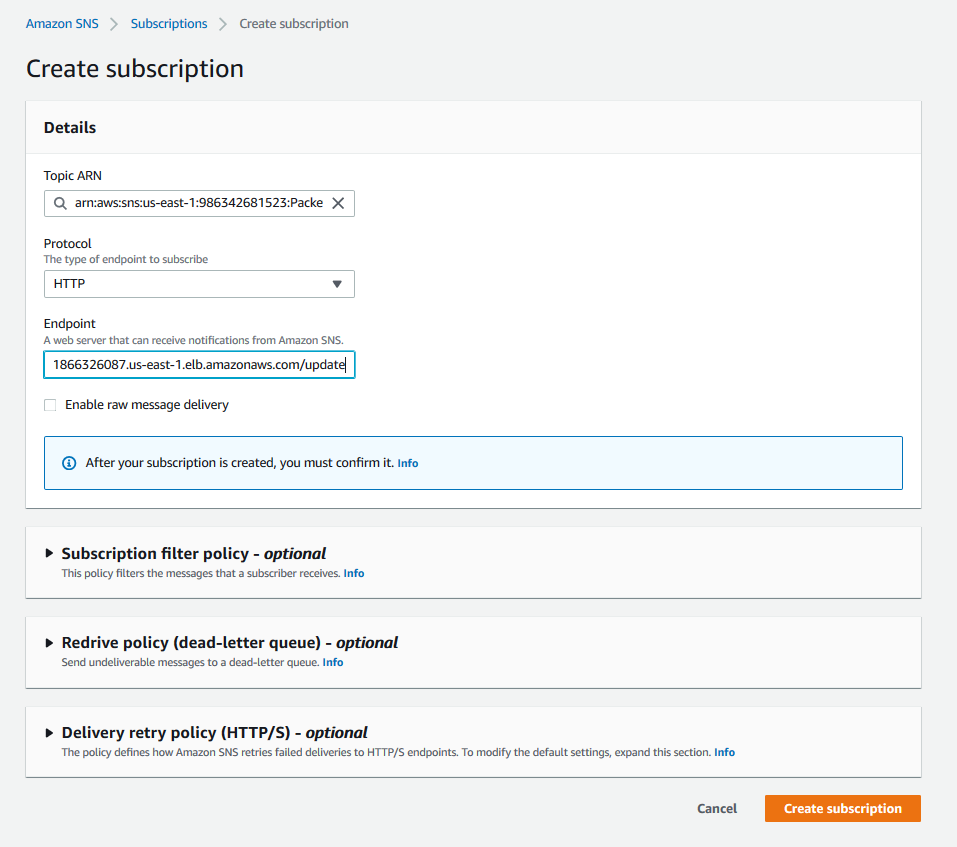 Amazon SNS > Subscriptions > Create subscription
Create subscription
Details
Topic ARN
arn:aws:sns:us-east-1:986342681523:Packe
Protocol
The type of endpoint to subscribe
HTTP
Endpoint
A web server that can receive notifications from Amazon SNS.
1866326087.us-east-1.elb.amazonaws.com/update
Enable raw message delivery
After your subscription is created, you must confirm it. Info
Subscription filter policy - optional
This policy filters the messages that a subscriber receives. Info
Redrive policy (dead-letter queue) - optional
Send undeliverable messages to a dead-letter queue. Info
Delivery retry policy (HTTP/S) - optional
The policy defines how Amazon SNS retries failed deliveries to HTTP/S endpoints. To modify the default settings, expand this section. Info
Cancel Create subscription